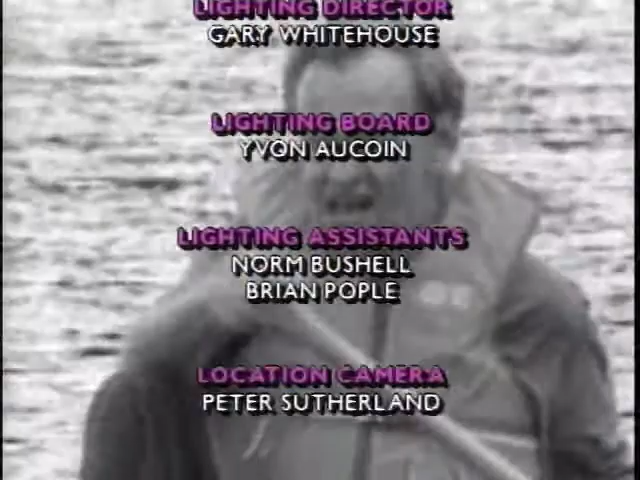 LIGHTING DIRECTOR
GARY WHITEHOUSE
LIGHTING BOARD
YVON AUCOIN
LIGHTING ASSISTANTS
NORM BUSHELL
BRIAN POPLE
LOCATION CAMERA
PETER SUTHERLAND